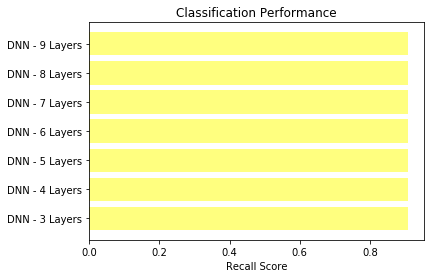 Classification Performance
DNN - 9 Layers
DNN - 8 Layers
DNN - 7 Layers
DNN - 6 Layers
DNN - 5 Layers
DNN - 4 Layers
DNN - 3 Layers
0.0 0.2 0.4 0.6 0.8
Recall Score